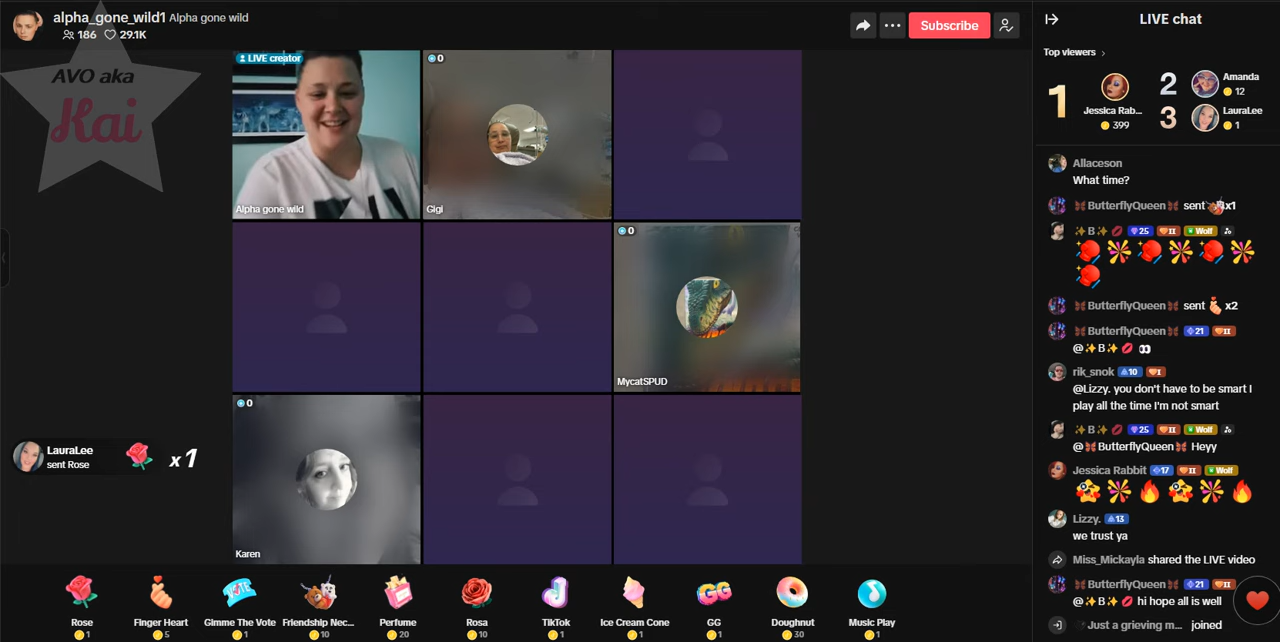 alpha_gone_wild1 Alpha gone wild
186 29.1K
Subscribe
LIVE chat
AVO aka
Kai
LIVE creator
Alpha gone wild
0
Gigi
0
MycatSPUD
0
Karen
LauraLee
sent Rose
x1
Top viewers
1
Jessica Rab...
399
2
Amanda
12
3
LauraLee
1
Allaceson
What time?
ButterflyQueen sent x1
B 25 II Wolf
ButterflyQueen sent x2
ButterflyQueen 21 II
@✨B✨💋 👀
rik_snok 10 I
@Lizzy. you don't have to be smart I
play all the time I'm not smart
B 25 II Wolf
@🦋ButterflyQueen🦋 Heyy
Jessica Rabbit 17 II Wolf
Lizzy. 13
we trust ya
Miss_Mickayla shared the LIVE video
ButterflyQueen 21 II
@✨B✨💋 hi hope all is well
Just a grieving m... joined
Rose
1
Finger Heart
5
VOTE
Gimme The Vote
1
Friendship Nec...
10
Perfume
20
Rosa
10
TikTok
1
Ice Cream Cone
1
GG
GG
1
Doughnut
30
Music Play
1